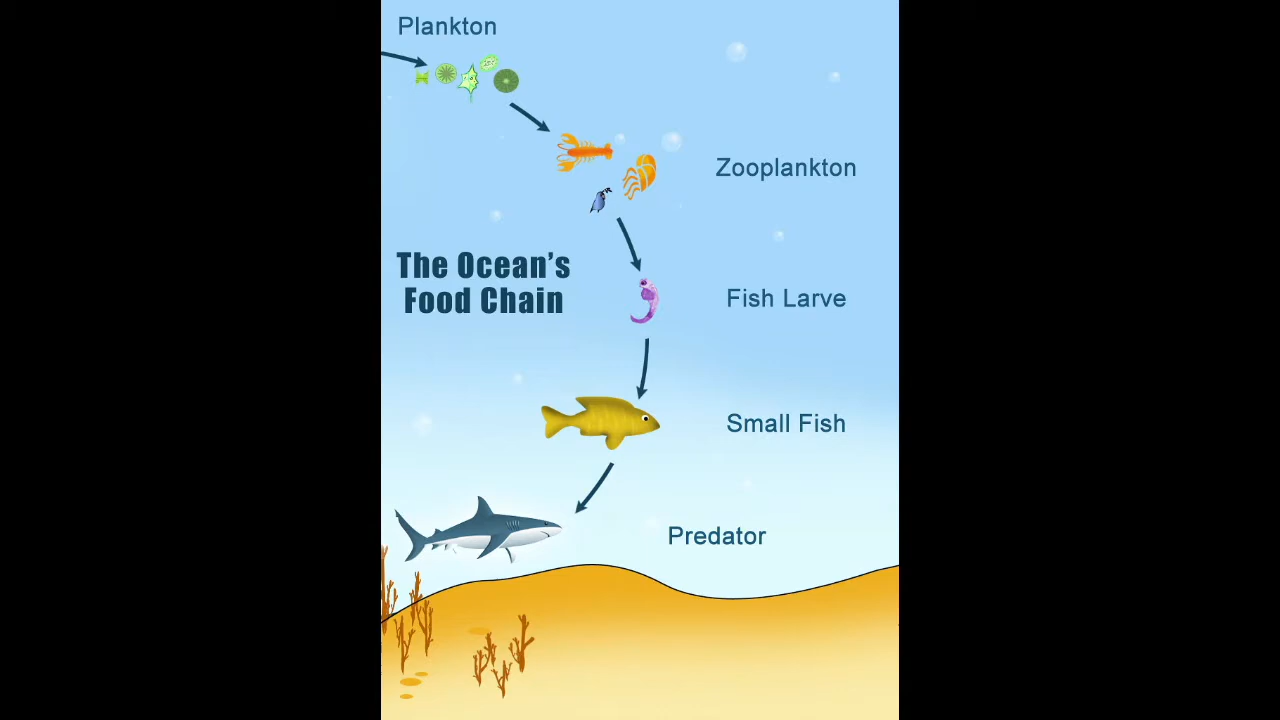 Plankton
Zooplankton
The Ocean's
Food Chain
Fish Larve
Small Fish
Predator